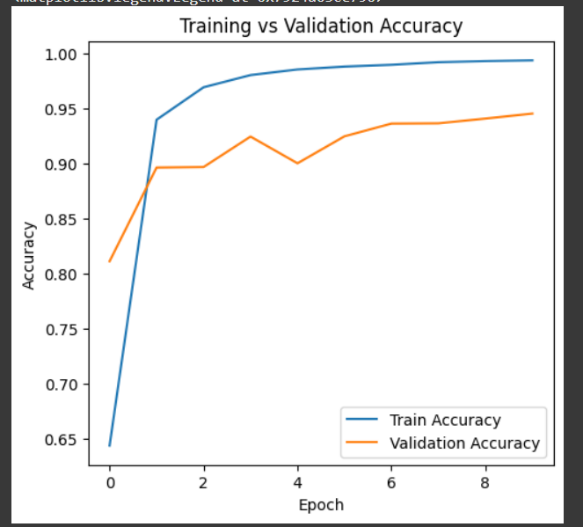 Training vs Validation Accuracy
1.00
0.95
0.90
0.85
0.80
0.75
0.70
0.65
Accuracy
Train Accuracy
Validation Accuracy
0 2 4 6 8
Epoch